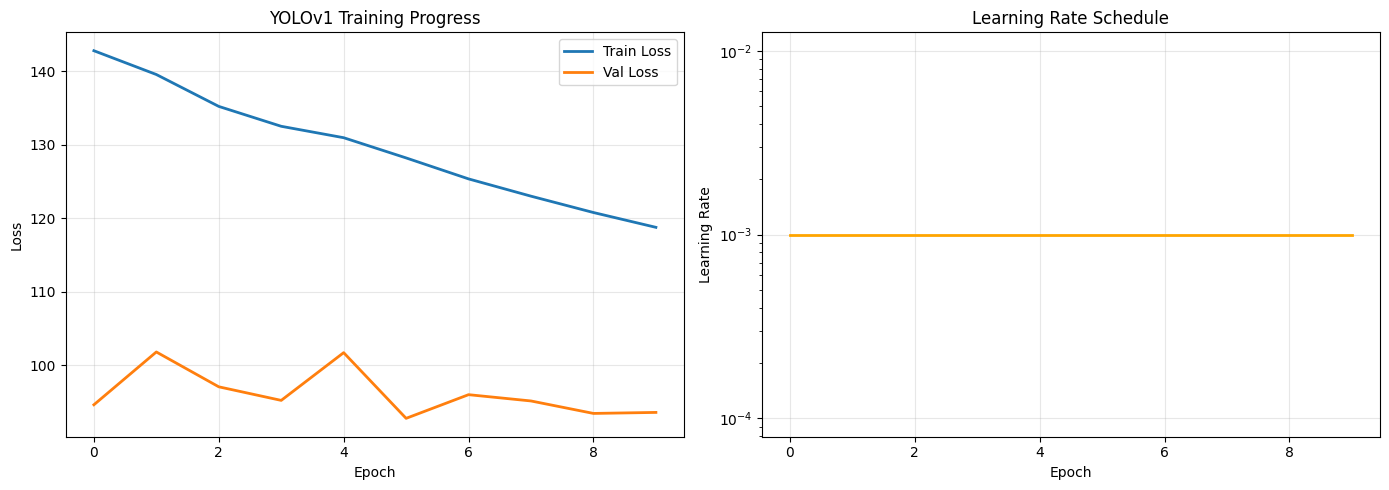 YOLOv1 Training Progress
Train Loss
Val Loss
140
130
120
110
100
Loss
0
2
4
6
8
Epoch
Learning Rate Schedule
10⁻²
10⁻³
10⁻⁴
Learning Rate
0
2
4
6
8
Epoch